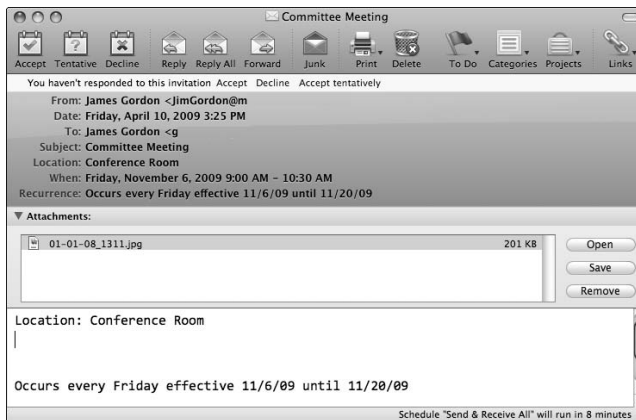 Committee Meeting
Accept Tentative Decline Reply Reply All Forward Junk Print Delete To Do Categories Projects Links
You haven't responded to this invitation Accept Decline Accept tentatively
From: James Gordon <JimGordon@m
Date: Friday, April 10, 2009 3:25 PM
To: James Gordon <g
Subject: Committee Meeting
Location: Conference Room
When: Friday, November 6, 2009 9:00 AM – 10:30 AM
Recurrence: Occurs every Friday effective 11/6/09 until 11/20/09
Attachments:
01-01-08_1311.jpg 201 KB Open
Save
Remove
Location: Conference Room
Occurs every Friday effective 11/6/09 until 11/20/09
Schedule "Send & Receive All" will run in 8 minutes